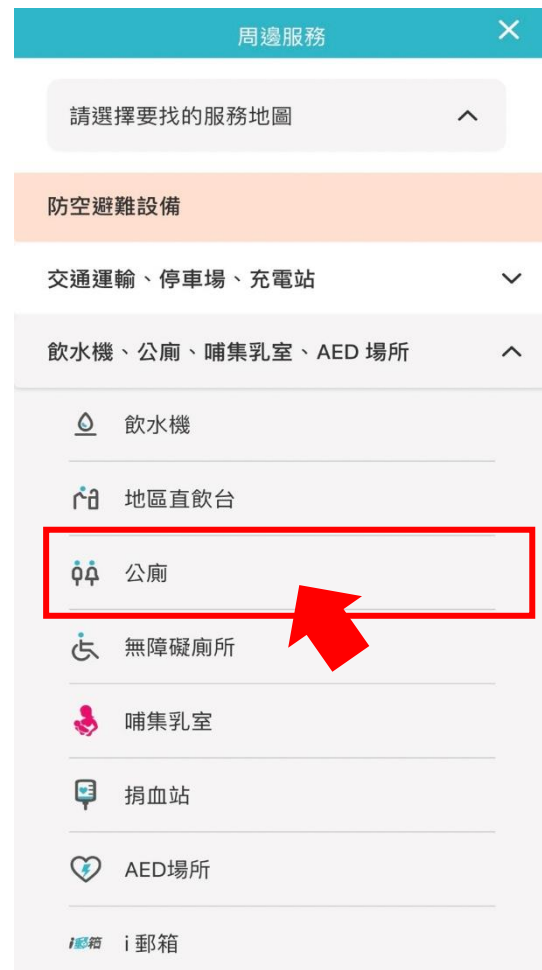 周邊服務
請選擇要找的服務地圖
防空避難設備
交通運輸、停車場、充電站
飲水機、公廁、哺集乳室、AED 場所
飲水機
地區直飲台
公廁
無障礙廁所
哺集乳室
捐血站
AED場所
i郵箱 i 郵箱